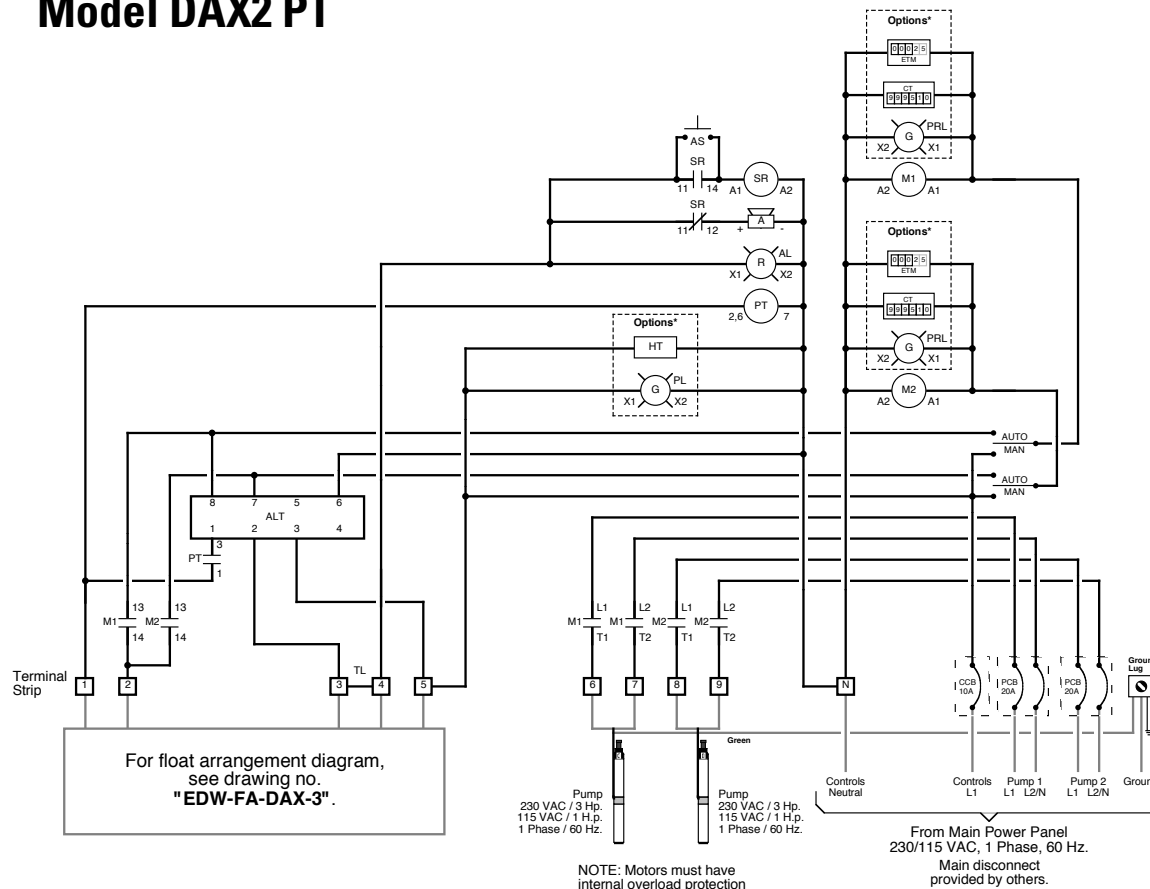 Model DAX2 PT
Options*
0 0 0 2 5
ETM
CT
9 9 9 5 1 0
G
PRL
X2
X1
M1
A2
A1
Options*
0 0 0 2 5
ETM
CT
9 9 9 5 1 0
G
PRL
X2
X1
M2
A2
A1
AS
SR
11 14
SR
A1
A2
SR
11 12
+
A
-
R
AL
X1
X2
PT
2,6
7
Options*
HT
G
PL
X1
X2
AUTO
MAN
AUTO
MAN
8 7 5 6
ALT
1 2 3 4
3
PT
1
13
M1
14
13
M2
14
L1
M1
T1
L2
M1
T2
L1
M2
T1
L2
M2
T2
Terminal
Strip
1
2
3
TL
4
5
6
7
8
9
N
CCB
10A
PCB
20A
PCB
20A
Lug
For float arrangement diagram,
see drawing no.
"EDW-FA-DAX-3".
Green
Pump
230 VAC / 3 Hp.
115 VAC / 1 H.p.
1 Phase / 60 Hz.
Pump
230 VAC / 3 Hp.
115 VAC / 1 Hp.
1 Phase / 60 Hz.
Controls
Neutral
Controls
L1
Pump 1
L1 L2/N
Pump 2
L1 L2/N
From Main Power Panel
230/115 VAC, 1 Phase, 60 Hz.
Main disconnect
provided by others.
NOTE: Motors must have
internal overload protection